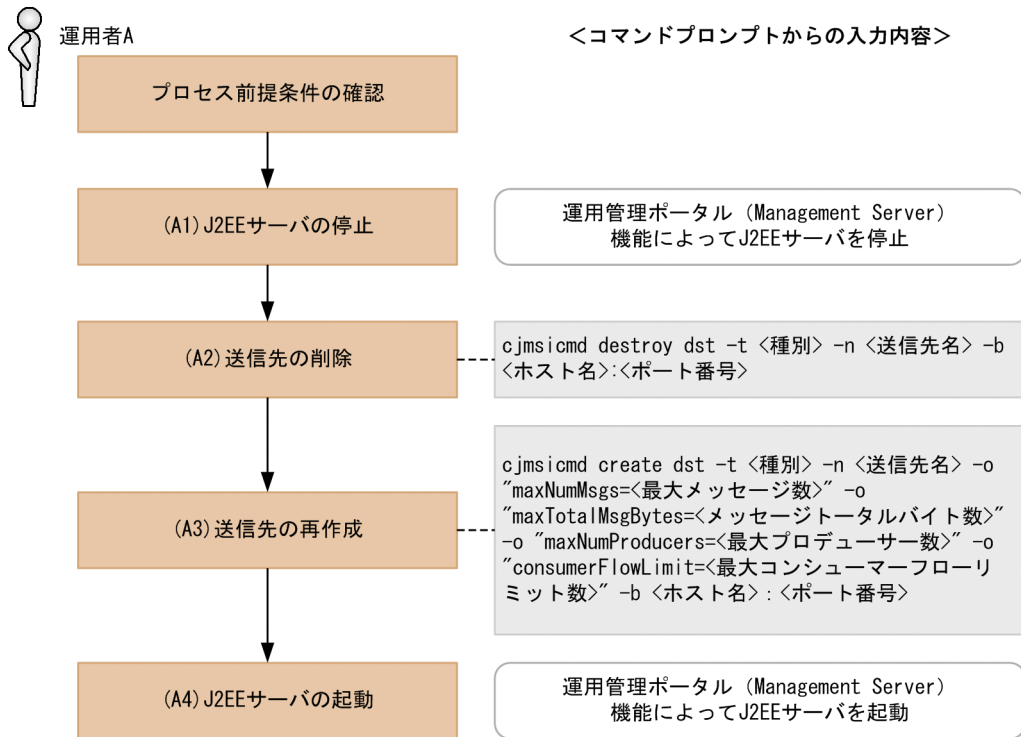 運用者A
<コマンドプロンプトからの入力内容>
プロセス前提条件の確認
(A1)J2EEサーバの停止
運用管理ポータル（Management Server）
機能によってJ2EEサーバを停止
(A2)送信先の削除
cjmsicmd destroy dst -t <種別> -n <送信先名> -b
<ホスト名>:<ポート番号>
(A3)送信先の再作成
cjmsicmd create dst -t <種別> -n <送信先名> -o
"maxNumMsgs=<最大メッセージ数>" -o
"maxTotalMsgBytes=<メッセージトータルバイト数>"
-o "maxNumProducers=<最大プロデューサー数>" -o
"consumerFlowLimit=<最大コンシューマーフローリ
ミット数>" -b <ホスト名> : <ポート番号>
(A4)J2EEサーバの起動
運用管理ポータル（Management Server）
機能によってJ2EEサーバを起動